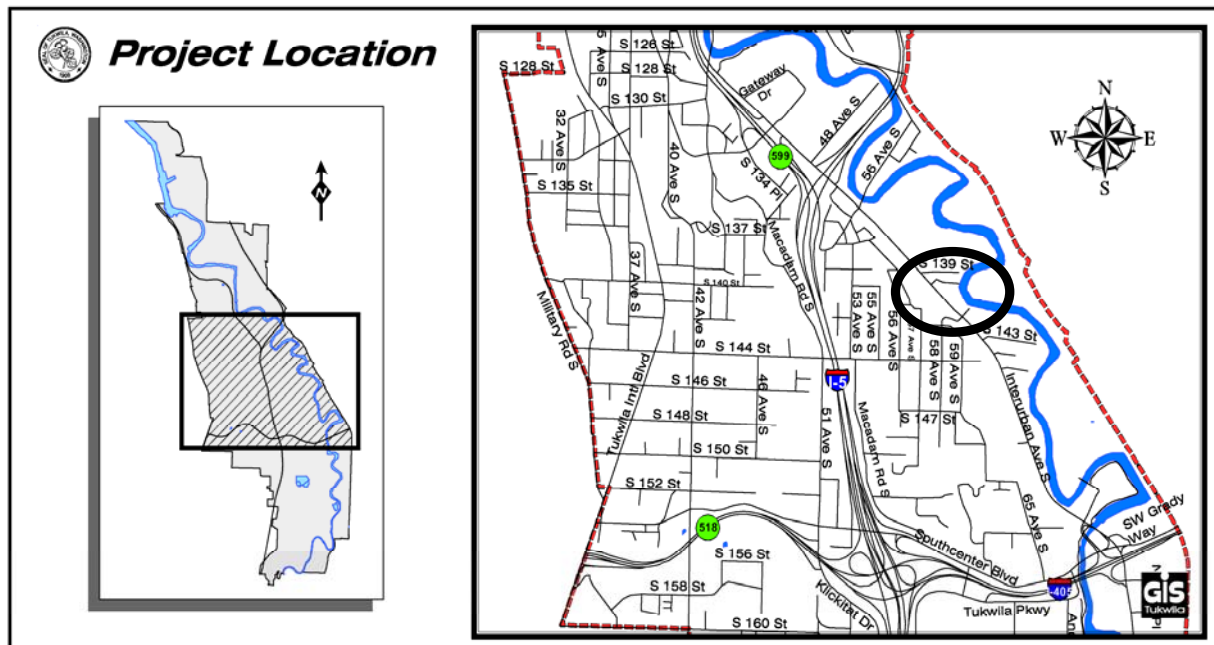 SEAL OF TUKWILA, WASHINGTON
1908
Project Location
N
S 126 St
S 128 St
S 128 St
S 130 St
Gateway Dr
48 Ave S
56 Ave S
32 Ave S
40 Ave S
599
S 134 Pl
S 135 St
S 137 St
Macadam Rd S
37 Ave S
S 140 St
42 Ave S
S 139 St
53 Ave S
55 Ave S
56 Ave S
58 Ave S
59 Ave S
S 143 St
Military Rd S
S 144 St
Tukwila Intl Blvd
S 146 St
46 Ave S
I-5
S 148 St
S 147 St
Interurban Ave S
S 150 St
51 Ave S
Macadam Rd S
S 152 St
65 Ave S
SW Grady Way
518
S 156 St
Southcenter Blvd
S 158 St
Klickitat Dr
I-405
Tukwila Pkwy
S 160 St
N
W
E
S
GIS
Tukwila